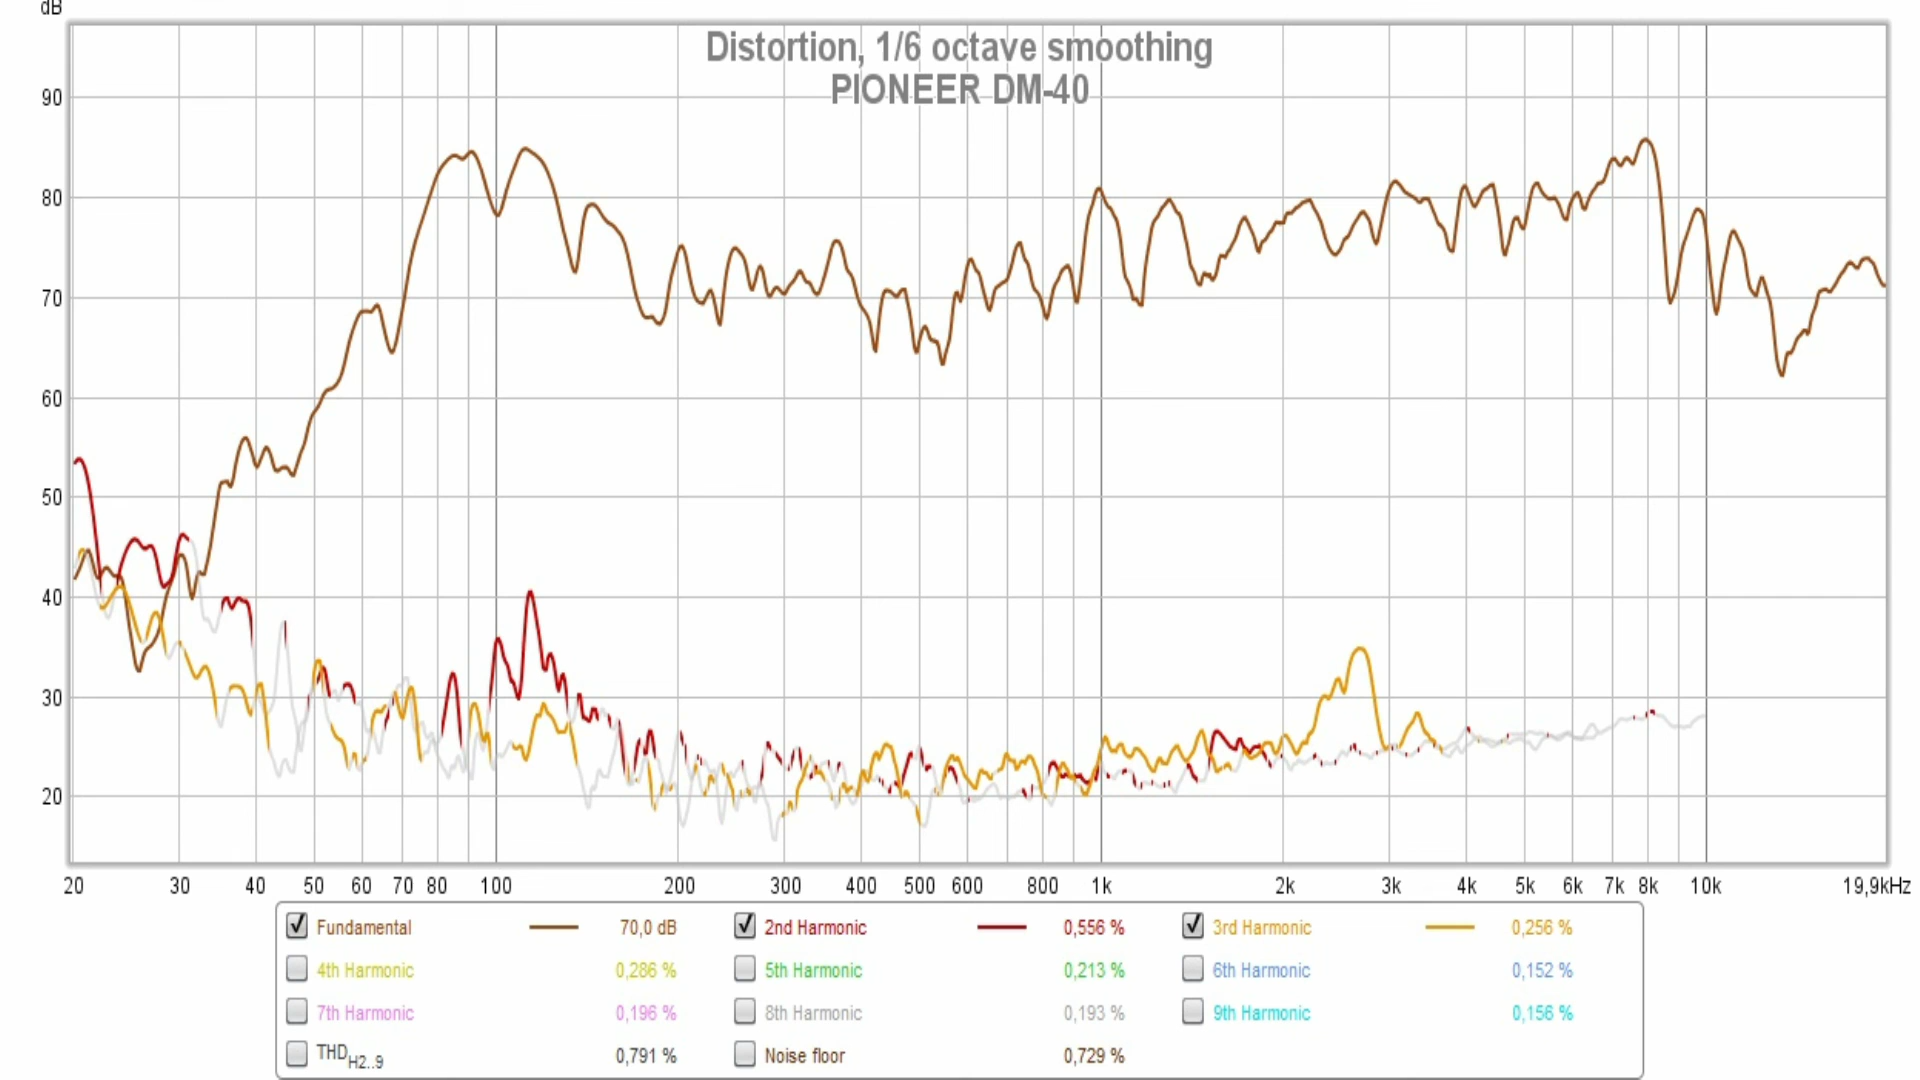 dB
Distortion, 1/6 octave smoothing
PIONEER DM-40
90
80
70
60
50
40
30
20
20 30 40 50 60 70 80 100 200 300 400 500 600 800 1k 2k 3k 4k 5k 6k 7k 8k 10k 19,9kHz
Fundamental 70,0 dB 2nd Harmonic 0,556 % 3rd Harmonic 0,256 %
4th Harmonic 0,286 % 5th Harmonic 0,213 % 6th Harmonic 0,152 %
7th Harmonic 0,196 % 8th Harmonic 0,193 % 9th Harmonic 0,156 %
THD H2..9 0,791 % Noise floor 0,729 %